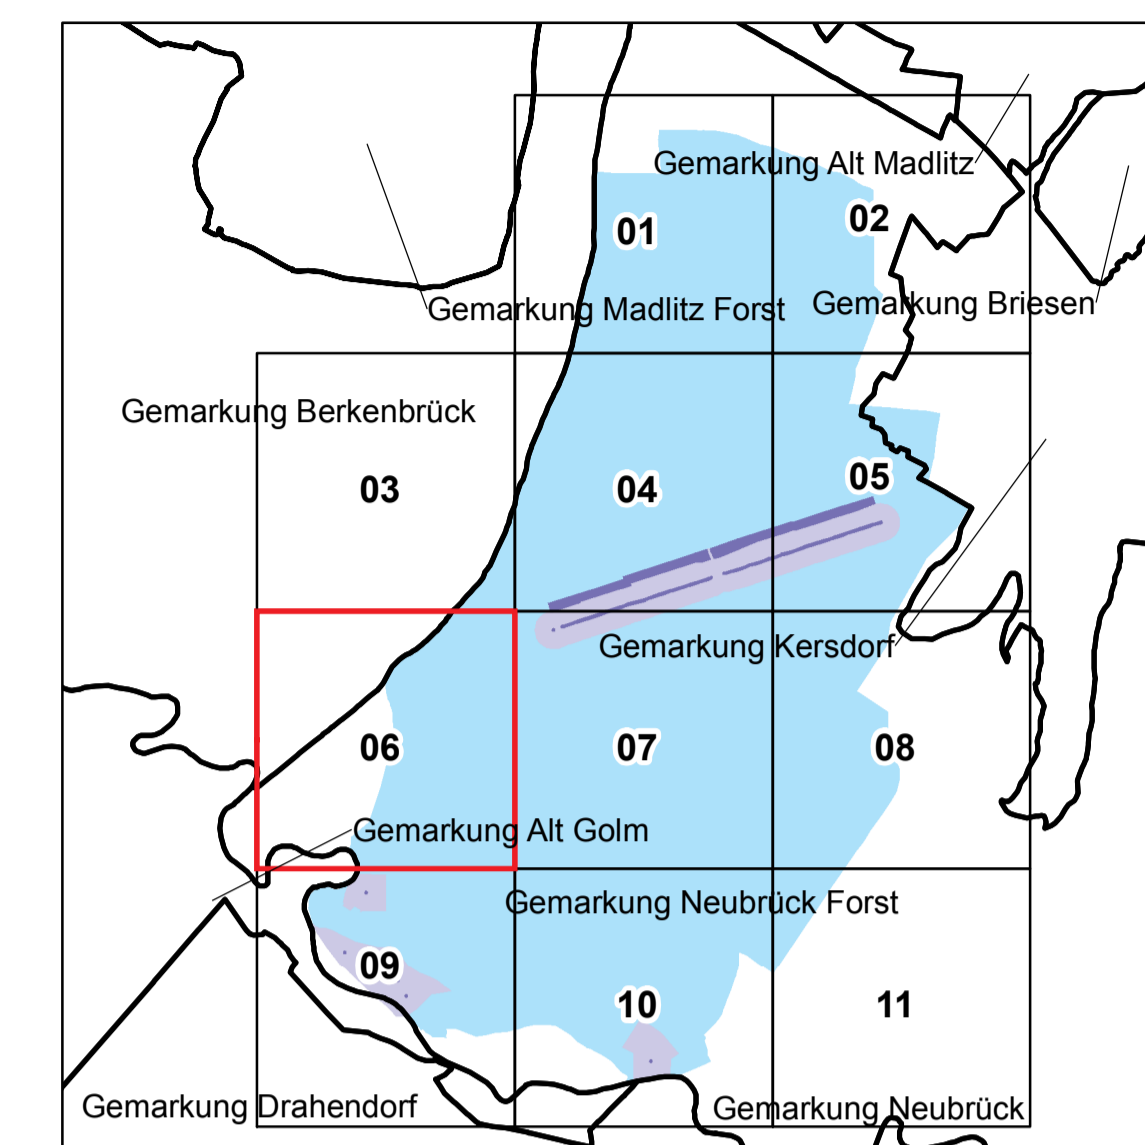 Gemarkung Alt Madlitz
01
02
Gemarkung Madlitz Forst
Gemarkung Briesen
Gemarkung Berkenbrück
03
04
05
Gemarkung Kersdorf
06
07
08
Gemarkung Alt Golm
Gemarkung Neubrück Forst
09
10
11
Gemarkung Drahendorf
Gemarkung Neubrück